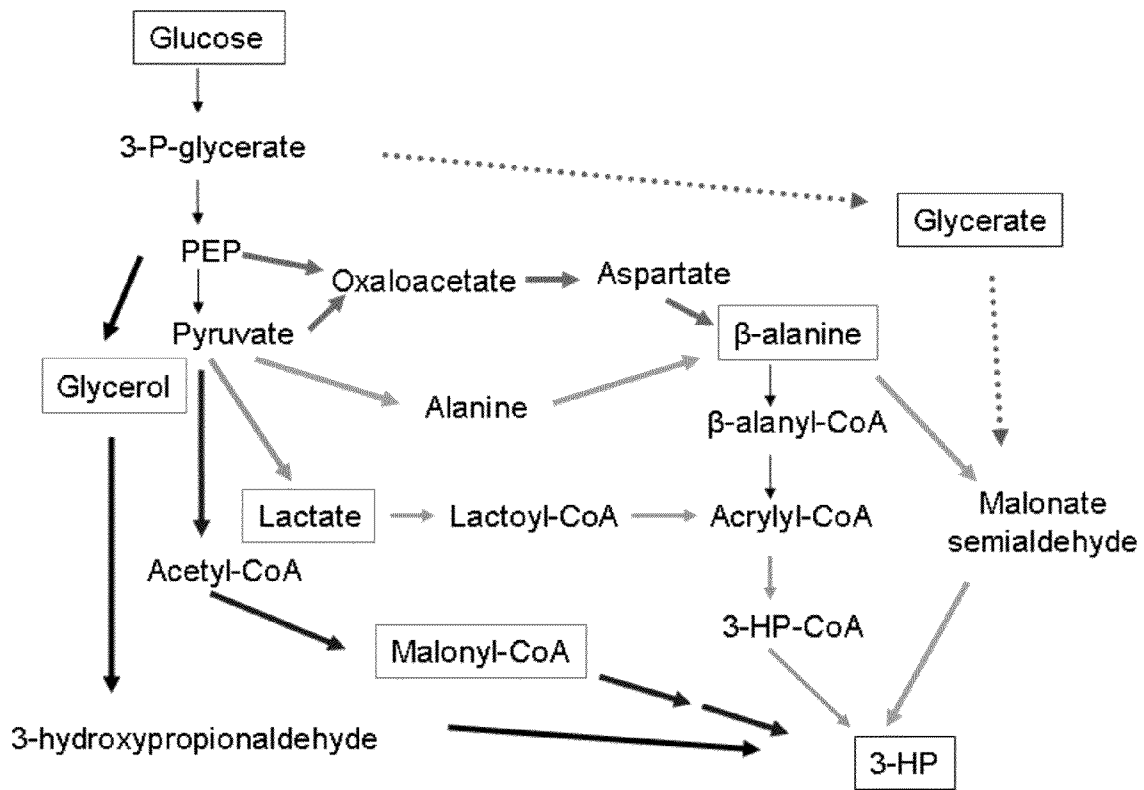 Glucose
3-P-glycerate
Glycerate
PEP
Oxaloacetate
Aspartate
Pyruvate
β-alanine
Glycerol
Alanine
β-alanyl-CoA
Lactate
Lactoyl-CoA
Acrylyl-CoA
Malonate
semialdehyde
Acetyl-CoA
3-HP-CoA
Malonyl-CoA
3-hydroxypropionaldehyde
3-HP